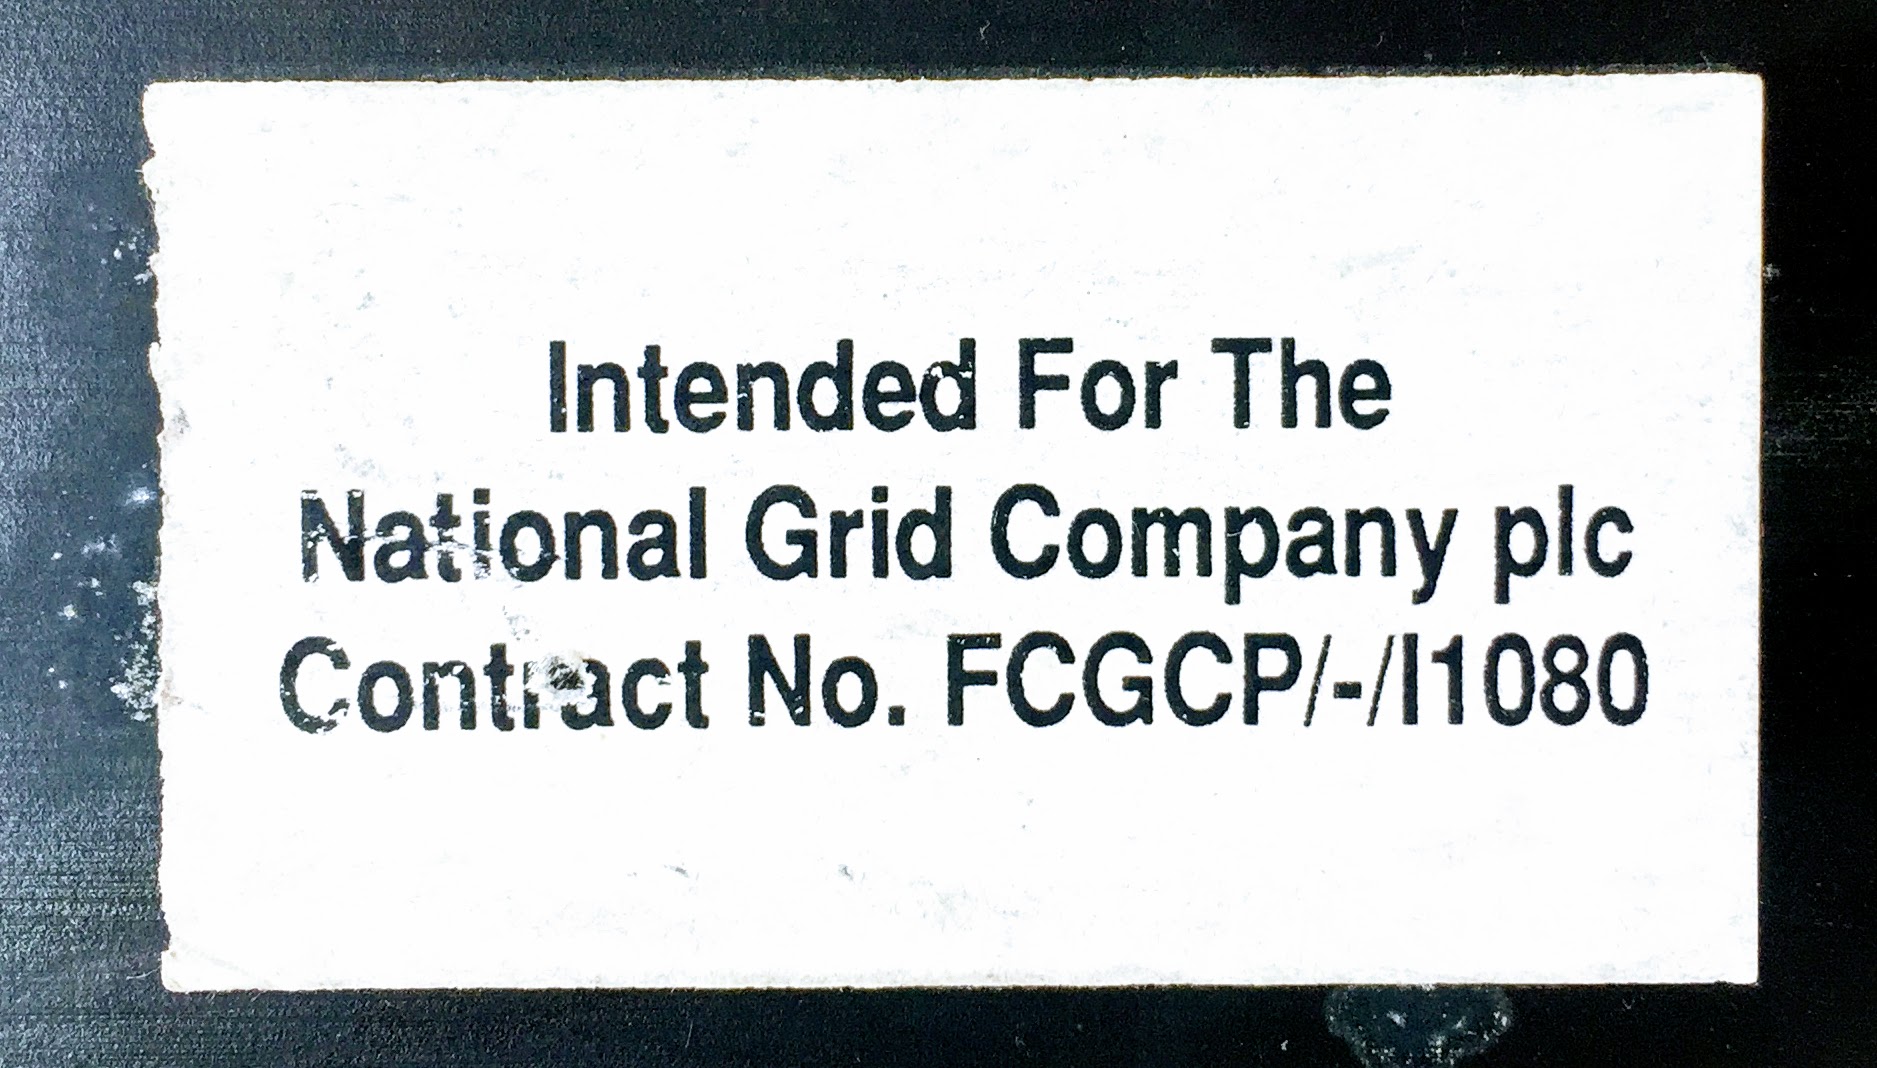 Intended For The
National Grid Company plc
Contract No. FCGCP/-/I1080